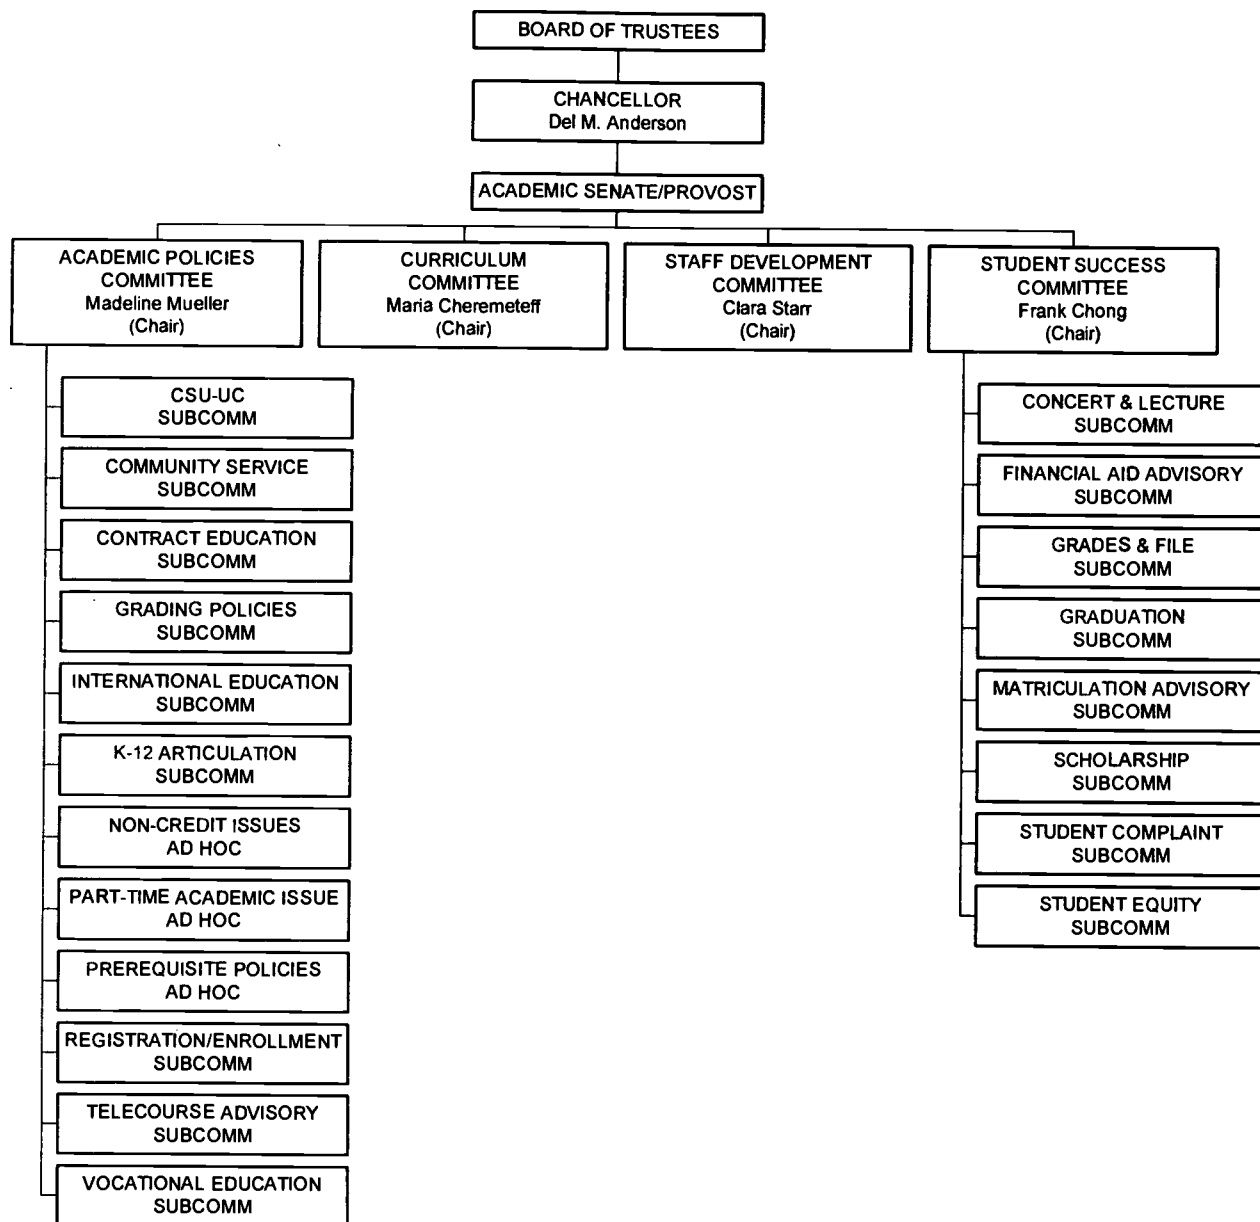 BOARD OF TRUSTEES
CHANCELLOR
Del M. Anderson
ACADEMIC SENATE/PROVOST
ACADEMIC POLICIES
COMMITTEE
Madeline Mueller
(Chair)
CURRICULUM
COMMITTEE
Maria Cheremeteff
(Chair)
STAFF DEVELOPMENT
COMMITTEE
Clara Starr
(Chair)
STUDENT SUCCESS
COMMITTEE
Frank Chong
(Chair)
CSU-UC
SUBCOMM
COMMUNITY SERVICE
SUBCOMM
CONTRACT EDUCATION
SUBCOMM
GRADING POLICIES
SUBCOMM
INTERNATIONAL EDUCATION
SUBCOMM
K-12 ARTICULATION
SUBCOMM
NON-CREDIT ISSUES
AD HOC
PART-TIME ACADEMIC ISSUE
AD HOC
PREREQUISITE POLICIES
AD HOC
REGISTRATION/ENROLLMENT
SUBCOMM
TELECOURSE ADVISORY
SUBCOMM
VOCATIONAL EDUCATION
SUBCOMM
CONCERT & LECTURE
SUBCOMM
FINANCIAL AID ADVISORY
SUBCOMM
GRADES & FILE
SUBCOMM
GRADUATION
SUBCOMM
MATRICULATION ADVISORY
SUBCOMM
SCHOLARSHIP
SUBCOMM
STUDENT COMPLAINT
SUBCOMM
STUDENT EQUITY
SUBCOMM